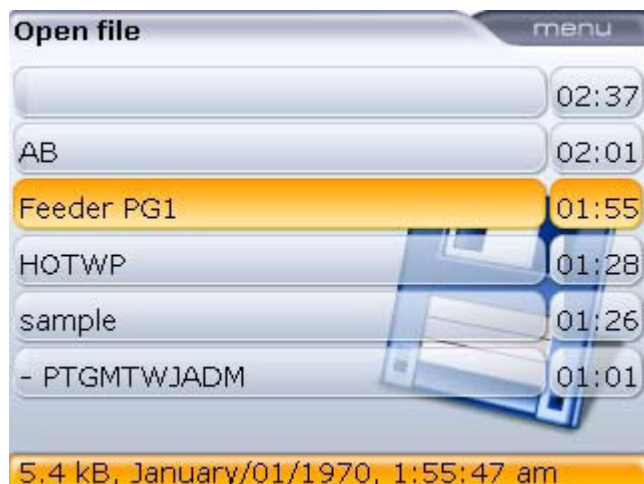 Open file menu
02:37
AB 02:01
Feeder PG1 01:55
HOTWP 01:28
sample 01:26
- PTGMTWJADM 01:01
5.4 kB, January/01/1970, 1:55:47 am